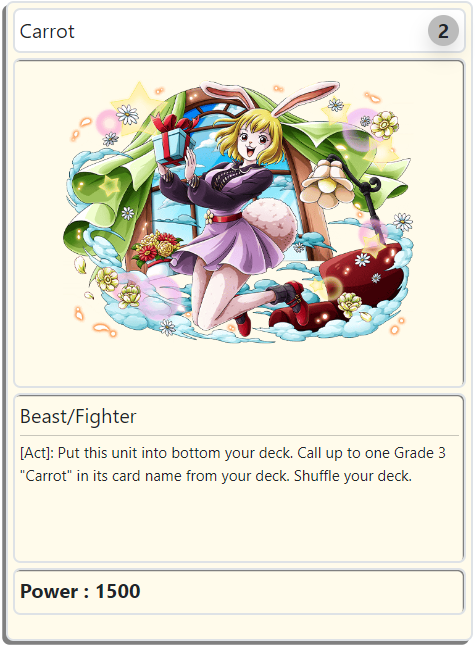 Carrot
2
Beast/Fighter
[Act]: Put this unit into bottom your deck. Call up to one Grade 3
"Carrot" in its card name from your deck. Shuffle your deck.
Power : 1500